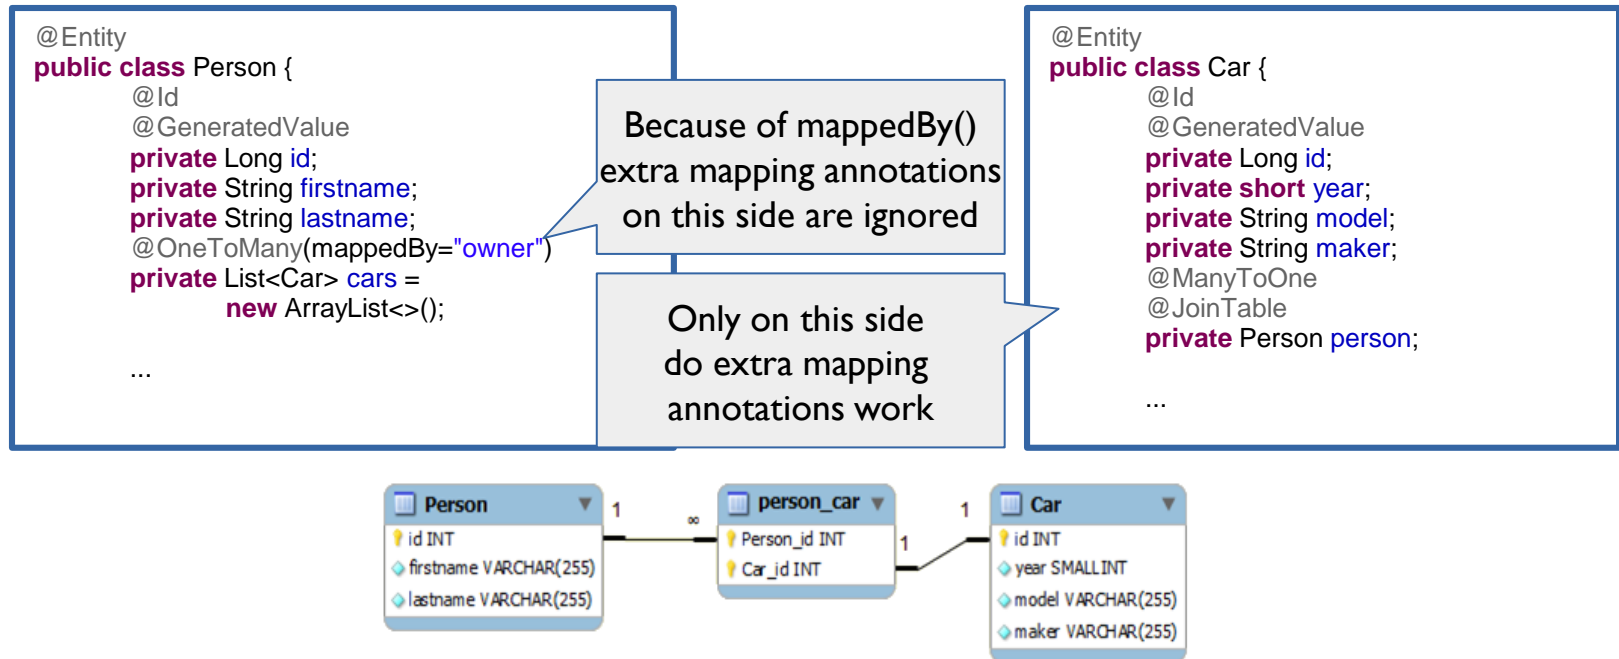 @Entity
public class Person {
@Id
@GeneratedValue
private Long id;
private String firstname;
private String lastname;
@OneToMany(mappedBy="owner")
private List<Car> cars =
new ArrayList<>();
...
Because of mappedBy()
extra mapping annotations
on this side are ignored
Only on this side
do extra mapping
annotations work
@Entity
public class Car {
@Id
@GeneratedValue
private Long id;
private short year;
private String model;
private String maker;
@ManyToOne
@JoinTable
private Person person;
...
Person
id INT
firstname VARCHAR(255)
lastname VARCHAR(255)
1
∞
person_car
Person_id INT
Car_id INT
1
1
Car
id INT
year SMALLINT
model VARCHAR(255)
maker VARCHAR(255)